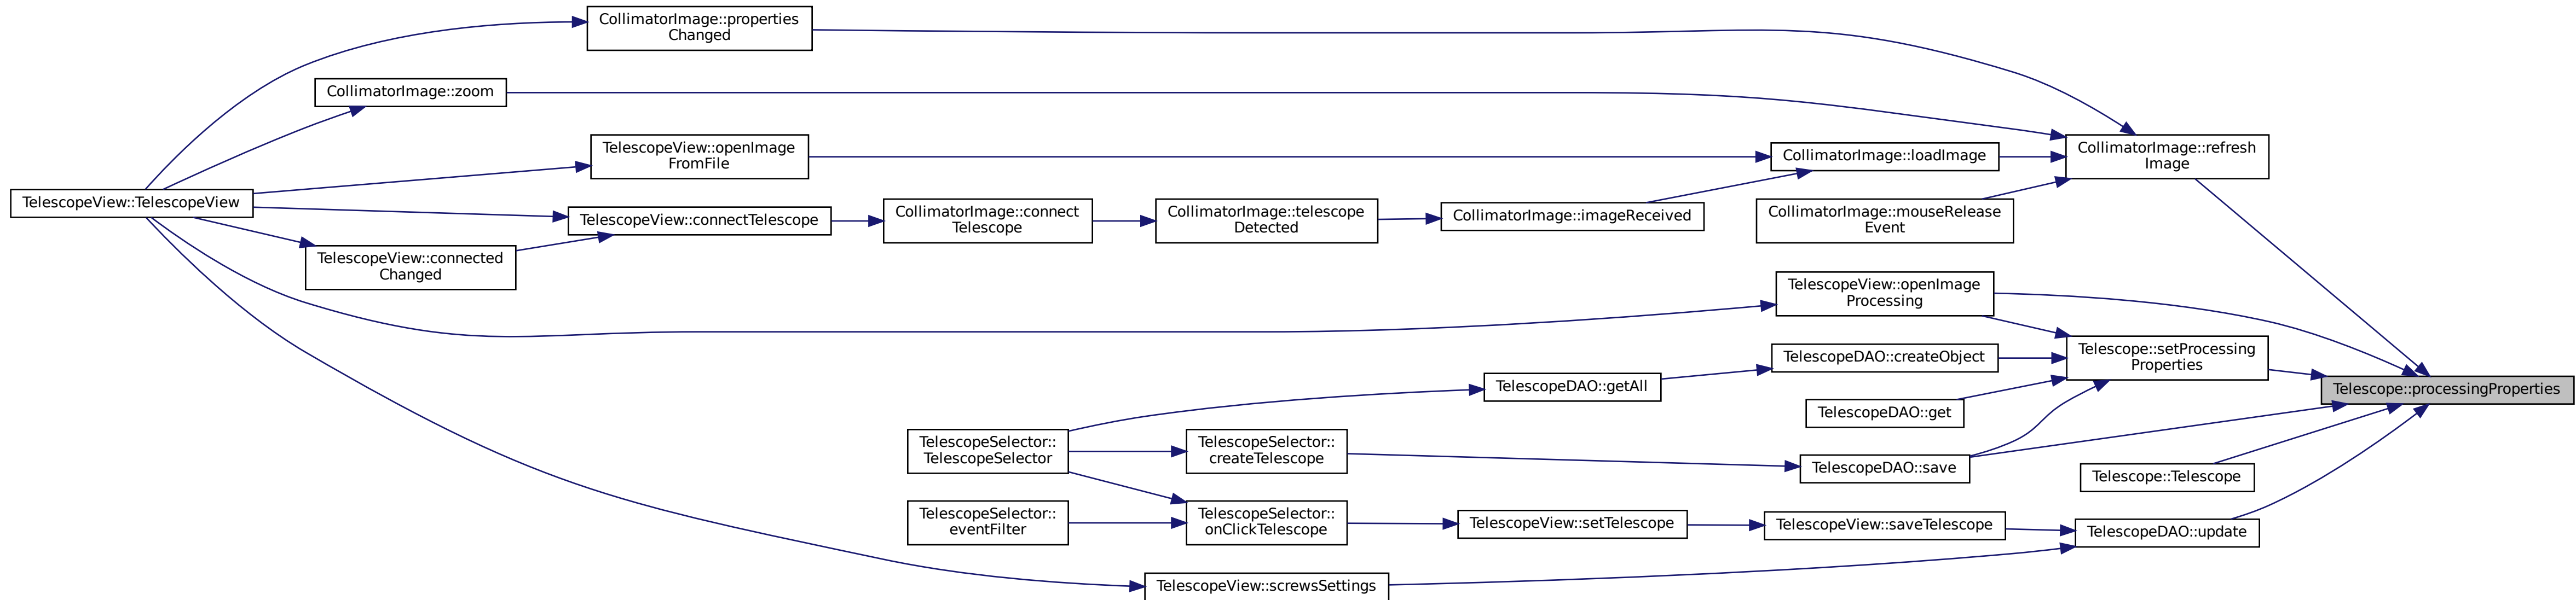 CollimatorImage::properties
Changed
CollimatorImage::zoom
TelescopeView::openImage
FromFile
CollimatorImage::loadImage
CollimatorImage::refresh
Image
TelescopeView::TelescopeView
TelescopeView::connectTelescope
CollimatorImage::connect
Telescope
CollimatorImage::telescope
Detected
CollimatorImage::imageReceived
CollimatorImage::mouseRelease
Event
TelescopeView::connected
Changed
TelescopeView::openImage
Processing
Telescope::setProcessing
Properties
TelescopeDAO::createObject
TelescopeDAO::getAll
Telescope::processingProperties
TelescopeDAO::get
TelescopeSelector::
TelescopeSelector
TelescopeSelector::
createTelescope
TelescopeDAO::save
Telescope::Telescope
TelescopeSelector::
eventFilter
TelescopeSelector::
onClickTelescope
TelescopeView::setTelescope
TelescopeView::saveTelescope
TelescopeDAO::update
TelescopeView::screwsSettings